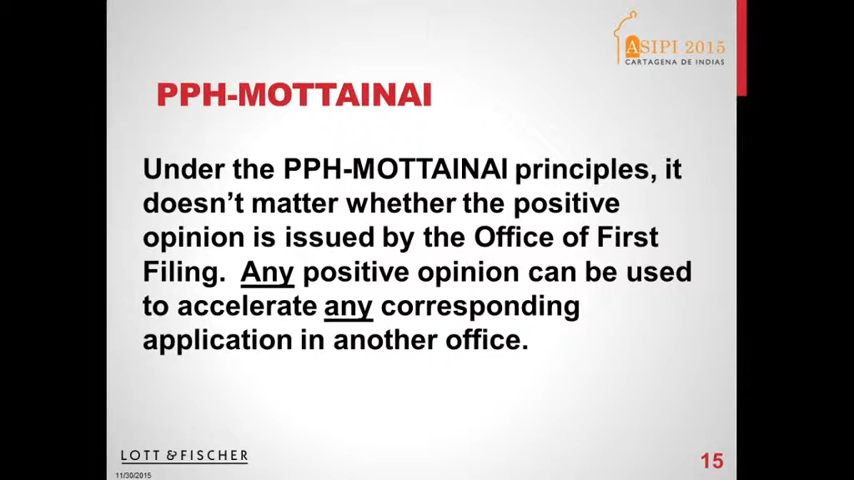 ASIPI 2015
CARTAGENA DE INDIAS
PPH-MOTTAINAI
Under the PPH-MOTTAINAI principles, it
doesn’t matter whether the positive
opinion is issued by the Office of First
Filing. Any positive opinion can be used
to accelerate any corresponding
application in another office.
LOTT & FISCHER
15
11/30/2015